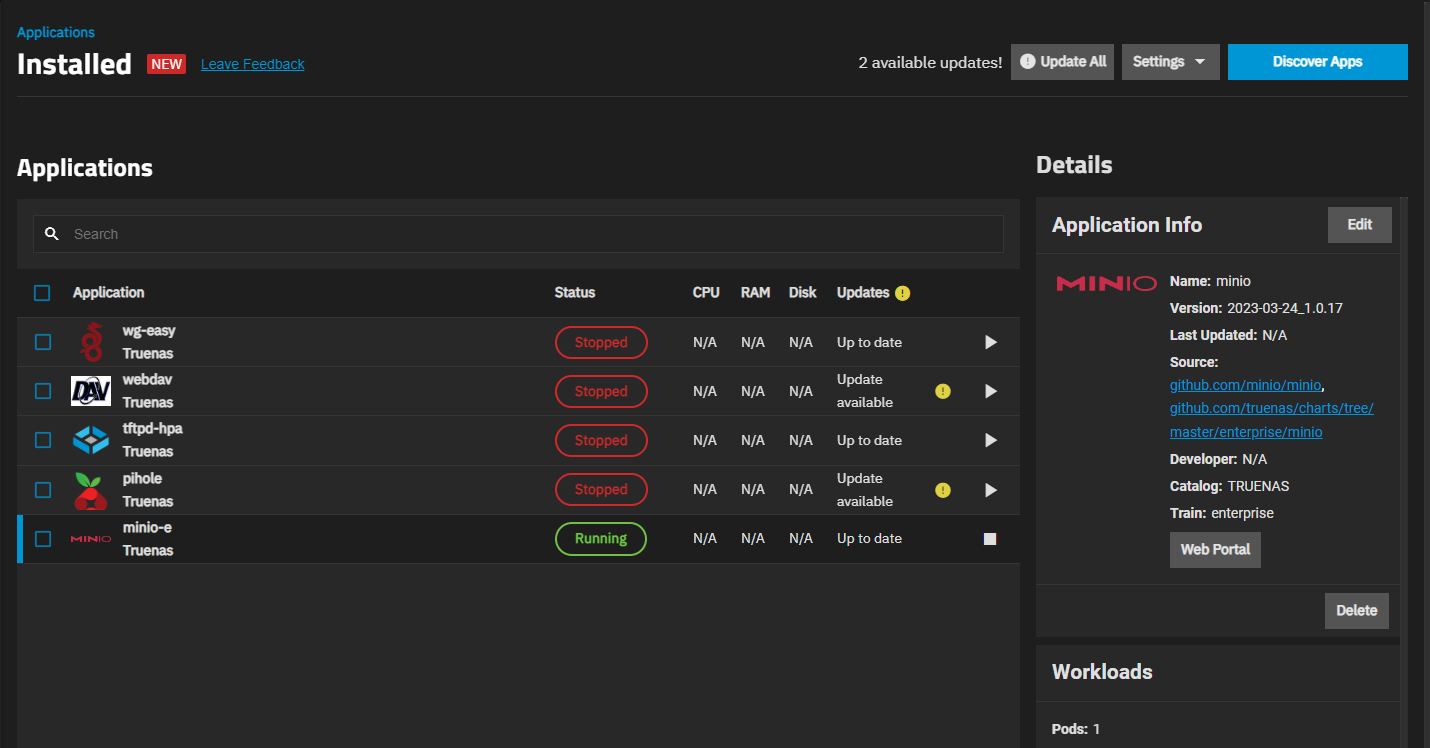 Applications
Installed NEW Leave Feedback
2 available updates! Update All Settings Discover Apps
Applications
Search
Application Status CPU RAM Disk Updates
wg-easy
Truenas
Stopped N/A N/A N/A Up to date
DAV
webdav
Truenas
Stopped N/A N/A N/A Update
available
tftpd-hpa
Truenas
Stopped N/A N/A N/A Up to date
pihole
Truenas
Stopped N/A N/A N/A Update
available
MINIO
minio-e
Truenas
Running N/A N/A N/A Up to date
Details
Application Info Edit
MINIO
Name: minio
Version: 2023-03-24_1.0.17
Last Updated: N/A
Source:
github.com/minio/minio,
github.com/truenas/charts/tree/
master/enterprise/minio
Developer: N/A
Catalog: TRUENAS
Train: enterprise
Web Portal
Delete
Workloads
Pods: 1